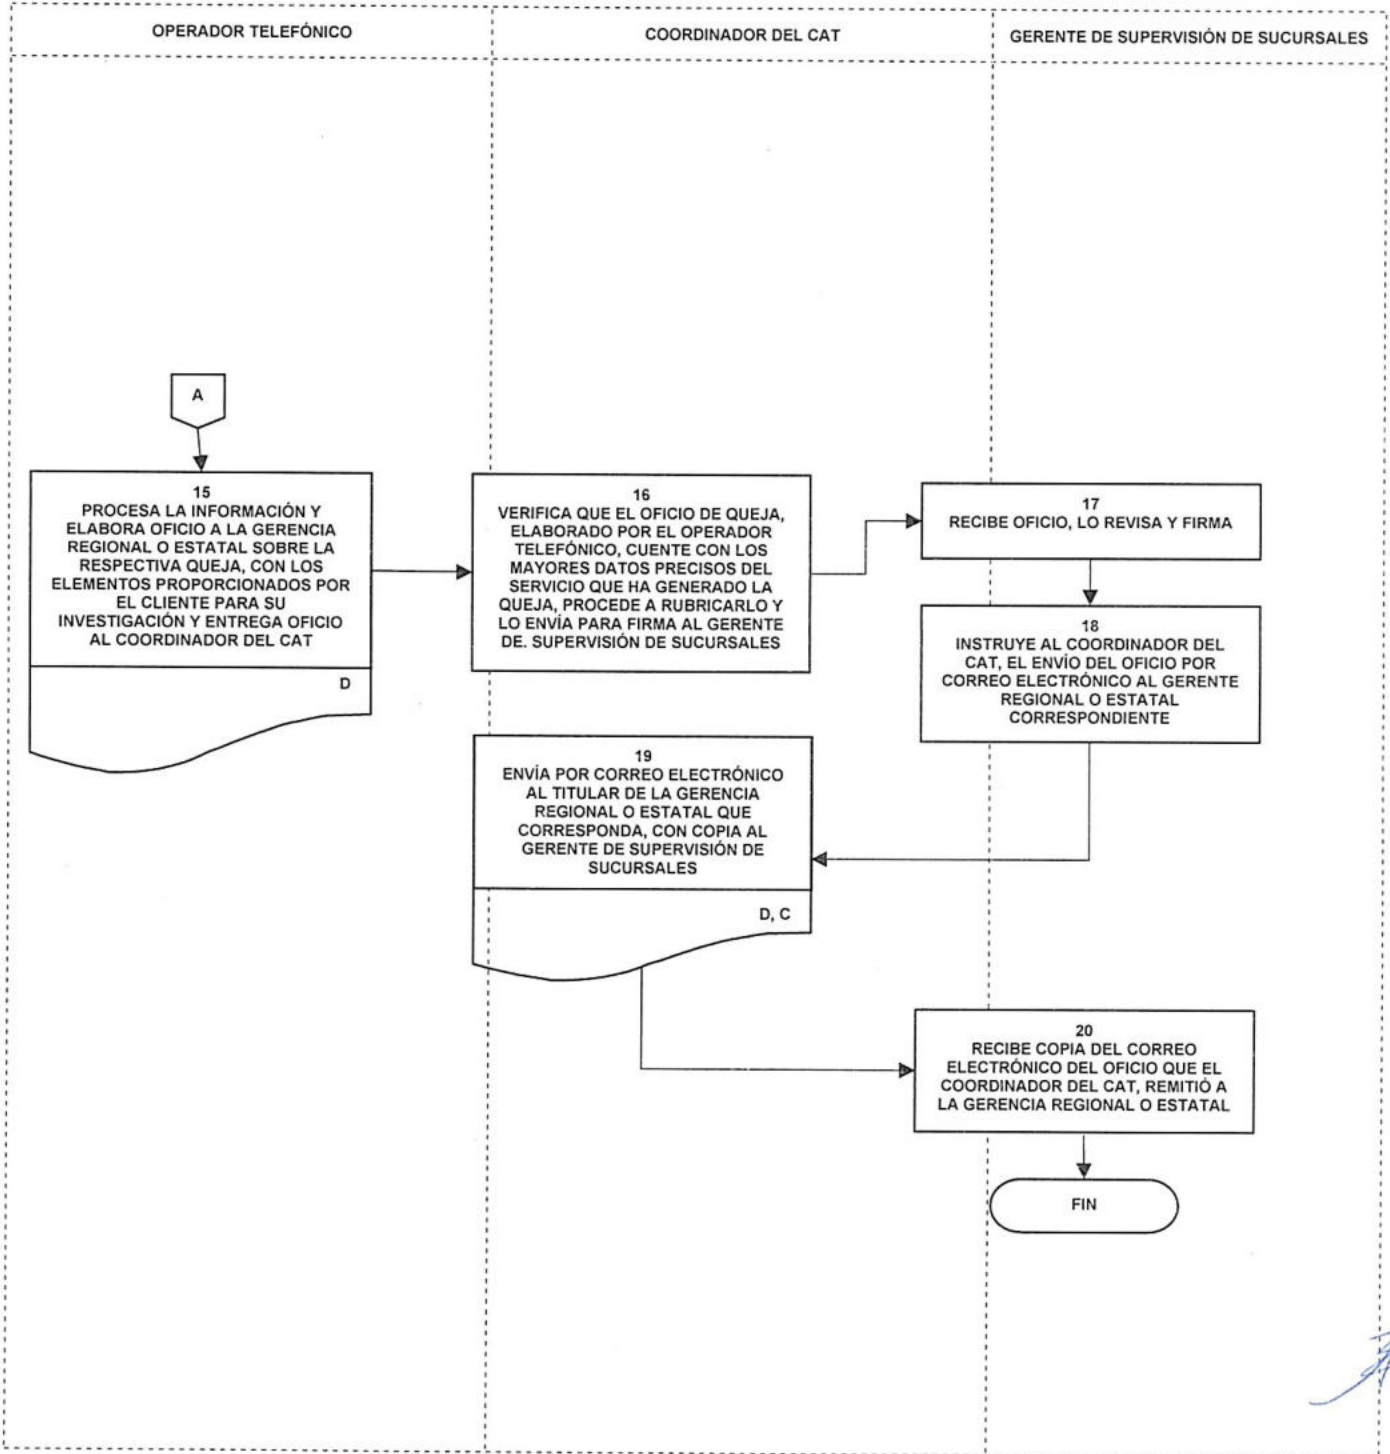 OPERADOR TELEFÓNICO
COORDINADOR DEL CAT
GERENTE DE SUPERVISIÓN DE SUCURSALES
A
15
PROCESA LA INFORMACIÓN Y
ELABORA OFICIO A LA GERENCIA
REGIONAL O ESTATAL SOBRE LA
RESPECTIVA QUEJA, CON LOS
ELEMENTOS PROPORCIONADOS POR
EL CLIENTE PARA SU
INVESTIGACIÓN Y ENTREGA OFICIO
AL COORDINADOR DEL CAT
D
16
VERIFICA QUE EL OFICIO DE QUEJA,
ELABORADO POR EL OPERADOR
TELEFÓNICO, CUENTE CON LOS
MAYORES DATOS PRECISOS DEL
SERVICIO QUE HA GENERADO LA
QUEJA, PROCEDE A RUBRICARLO Y
LO ENVÍA PARA FIRMA AL GERENTE
DE. SUPERVISIÓN DE SUCURSALES
17
RECIBE OFICIO, LO REVISA Y FIRMA
18
INSTRUYE AL COORDINADOR DEL
CAT, EL ENVÍO DEL OFICIO POR
CORREO ELECTRÓNICO AL GERENTE
REGIONAL O ESTATAL
CORRESPONDIENTE
19
ENVÍA POR CORREO ELECTRÓNICO
AL TITULAR DE LA GERENCIA
REGIONAL O ESTATAL QUE
CORRESPONDA, CON COPIA AL
GERENTE DE SUPERVISIÓN DE
SUCURSALES
D, C
20
RECIBE COPIA DEL CORREO
ELECTRÓNICO DEL OFICIO QUE EL
COORDINADOR DEL CAT, REMITIÓ A
LA GERENCIA REGIONAL O ESTATAL
FIN